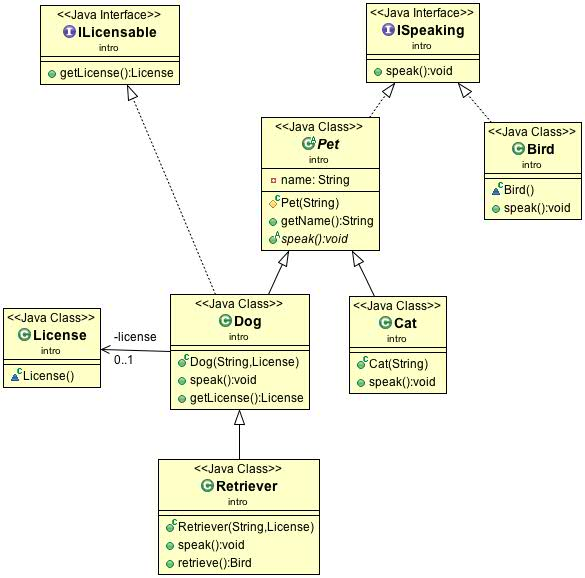 <<Java Interface>>
ILicensable
intro
getLicense():License
<<Java Interface>>
ISpeaking
intro
speak():void
<<Java Class>>
Pet
intro
name: String
Pet(String)
getName():String
speak():void
<<Java Class>>
Bird
intro
Bird()
speak():void
<<Java Class>>
License
intro
License()
-license
0..1
<<Java Class>>
Dog
intro
Dog(String,License)
speak():void
getLicense():License
<<Java Class>>
Cat
intro
Cat(String)
speak():void
<<Java Class>>
Retriever
intro
Retriever(String,License)
speak():void
retrieve():Bird